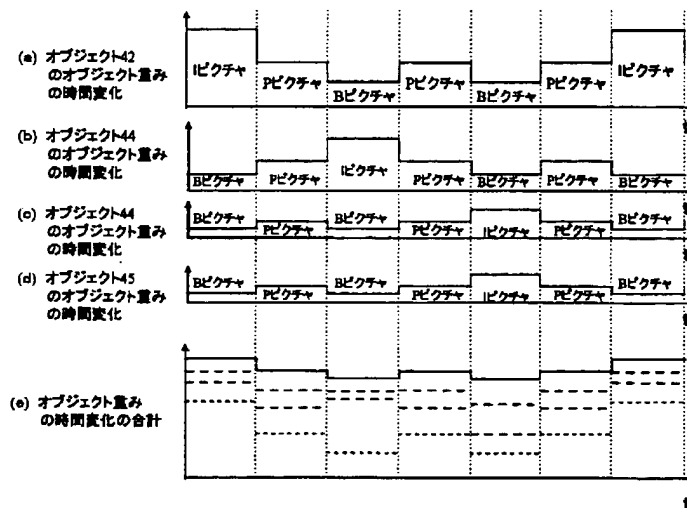 (a) オブジェクト42
のオブジェクト重み
の時間変化
Iピクチャ
Pピクチャ
Bピクチャ
Pピクチャ
Bピクチャ
Pピクチャ
Iピクチャ
t
(b) オブジェクト44
のオブジェクト重み
の時間変化
Bピクチャ
Pピクチャ
Iピクチャ
Pピクチャ
Bピクチャ
Pピクチャ
Bピクチャ
t
(c) オブジェクト44
のオブジェクト重み
の時間変化
Bピクチャ
Pピクチャ
Bピクチャ
Pピクチャ
Iピクチャ
Pピクチャ
Bピクチャ
t
(d) オブジェクト45
のオブジェクト重み
の時間変化
Bピクチャ
Pピクチャ
Bピクチャ
Pピクチャ
Iピクチャ
Pピクチャ
Bピクチャ
t
(e) オブジェクト重み
の時間変化の合計
t